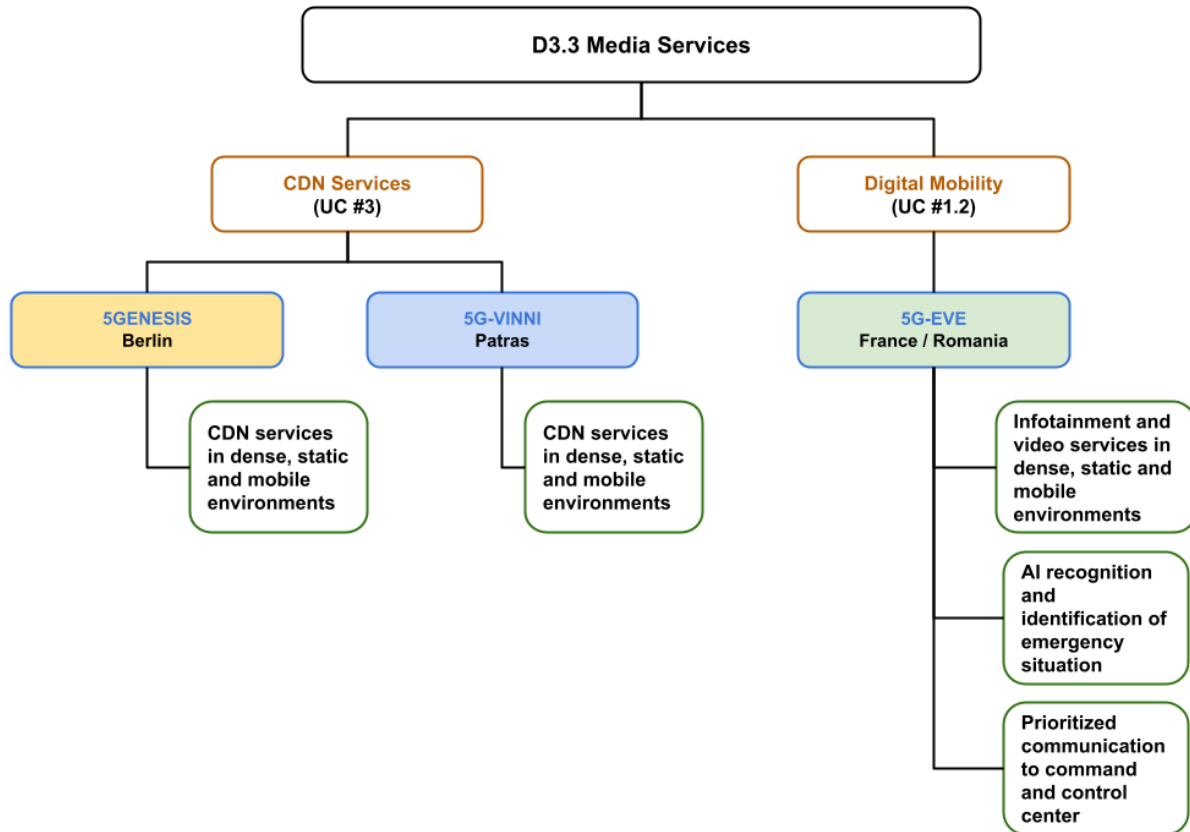 D3.3 Media Services
CDN Services
(UC #3)
Digital Mobility
(UC #1.2)
5GENESIS
Berlin
5G-VINNI
Patras
5G-EVE
France / Romania
CDN services
in dense, static
and mobile
environments
CDN services
in dense, static
and mobile
environments
Infotainment and
video services in
dense, static and
mobile
environments
AI recognition
and
identification of
emergency
situation
Prioritized
communication
to command
and control
center